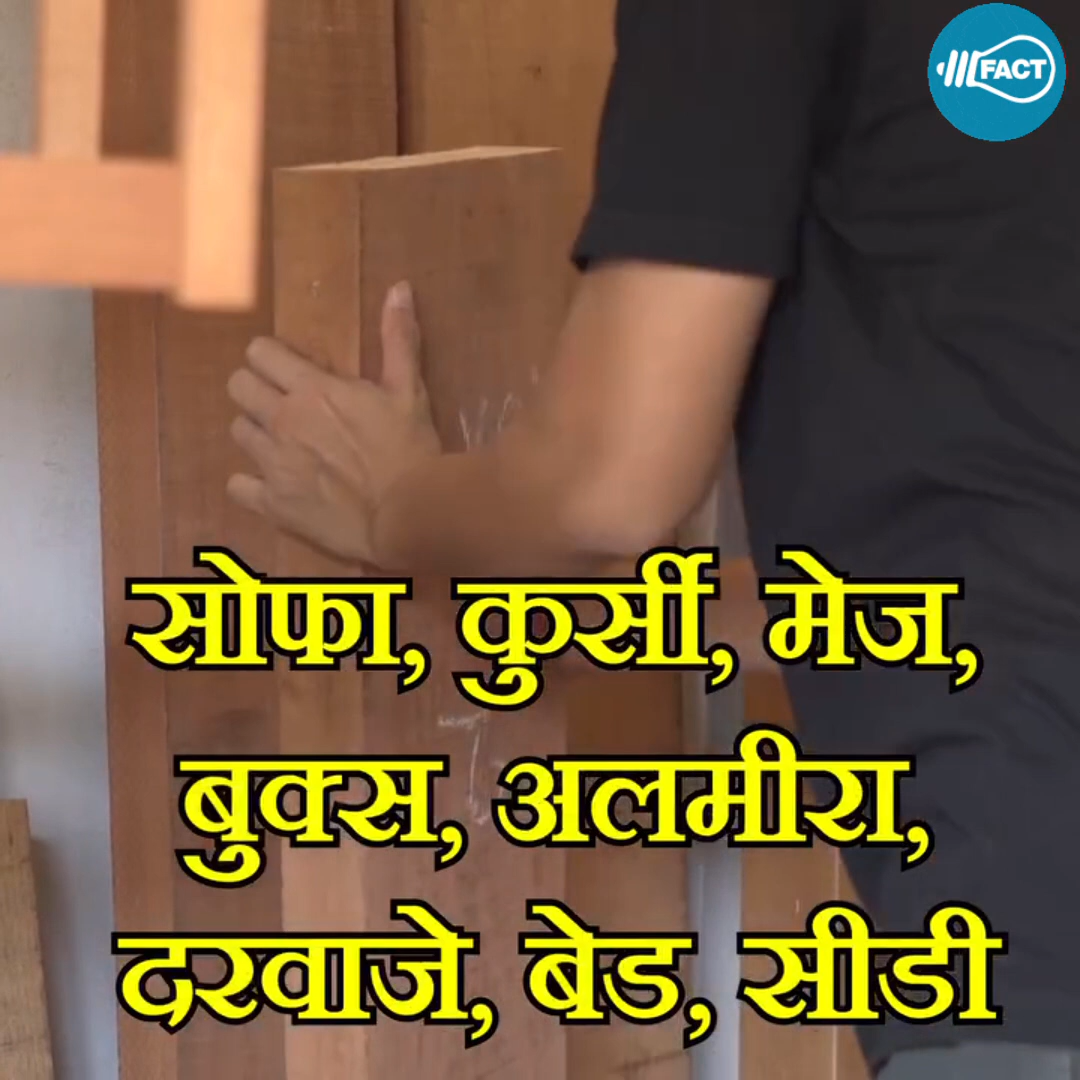 FACT
सोफा, कुर्सी, मेज,
बुक्स, अलमीरा,
दरवाजे, बेड, सीडी